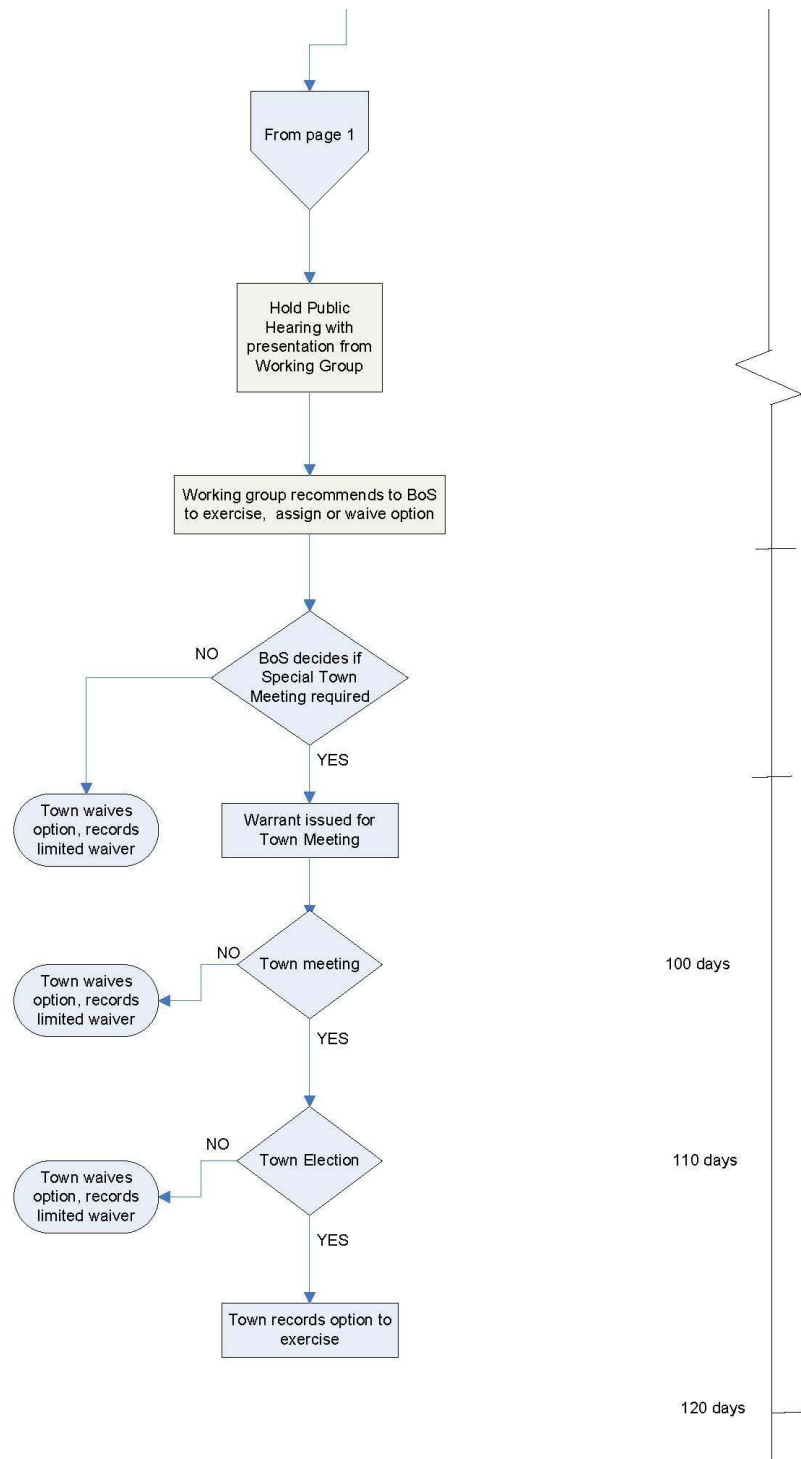 From page 1
Hold Public
Hearing with
presentation from
Working Group
Working group recommends to BoS
to exercise, assign or waive option
NO
BoS decides if
Special Town
Meeting required
YES
Town waives
option, records
limited waiver
Warrant issued for
Town Meeting
NO
Town meeting
100 days
Town waives
option, records
limited waiver
YES
NO
Town Election
110 days
Town waives
option, records
limited waiver
YES
Town records option to
exercise
120 days